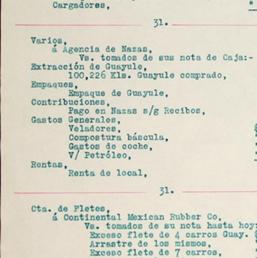 Cargadores,
31.
Varios,
á Agencia de Nazas,
Vs. tomados de sus nota de Caja:-
Extracción de Guayule,
100,226 Kls. Guayule comprado,
Empaques,
Empaque de Guayule,
Contribuciones,
Pago en Nazas s/g Recibos,
Gastos Generales,
Veladores,
Compostura báscula,
Gastos de coche,
V/ Petróleo,
Rentas,
Renta de local,
31.
Cta. de Fletes,
á Continental Mexican Rubber Co,
Vs. tomados de su nota hasta hoy:
Exceso flete de 4 carros Guay.
Arrastre de los mismos,
Exceso flete de 7 carros,